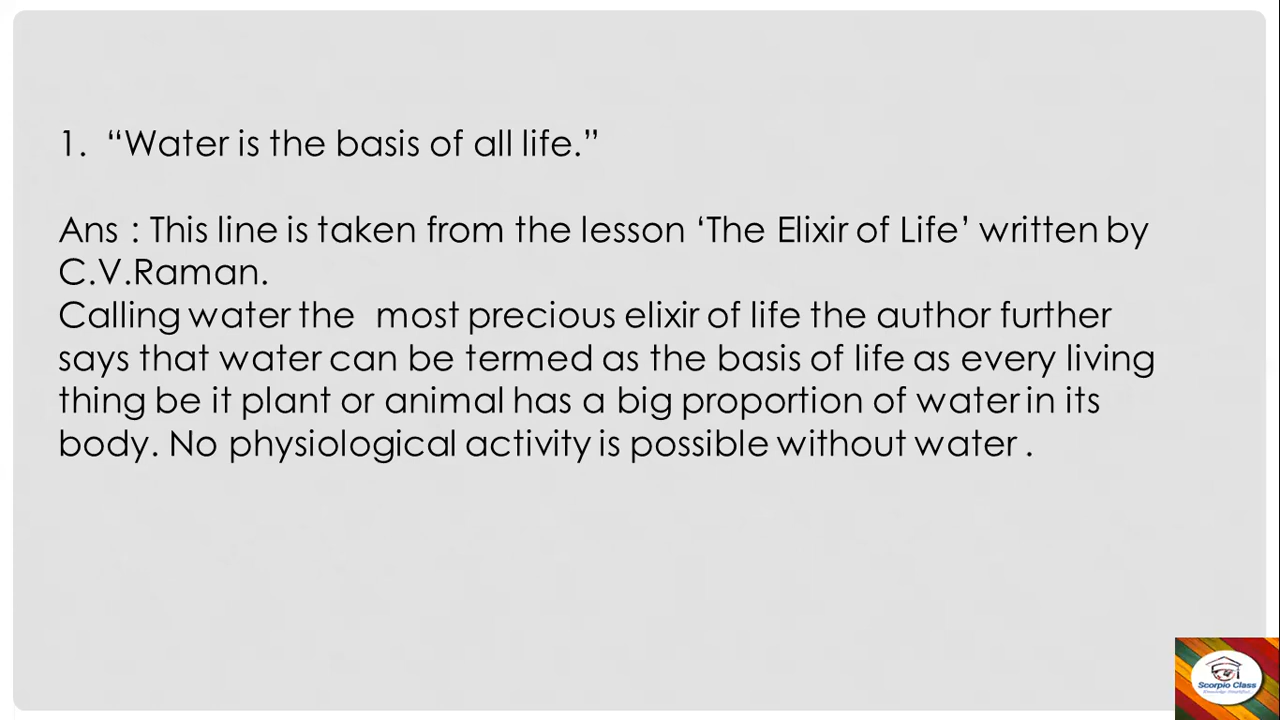 1. “Water is the basis of all life.”
Ans : This line is taken from the lesson ‘The Elixir of Life’ written by
C.V.Raman.
Calling water the most precious elixir of life the author further
says that water can be termed as the basis of life as every living
thing be it plant or animal has a big proportion of water in its
body. No physiological activity is possible without water .
Scorpio Class